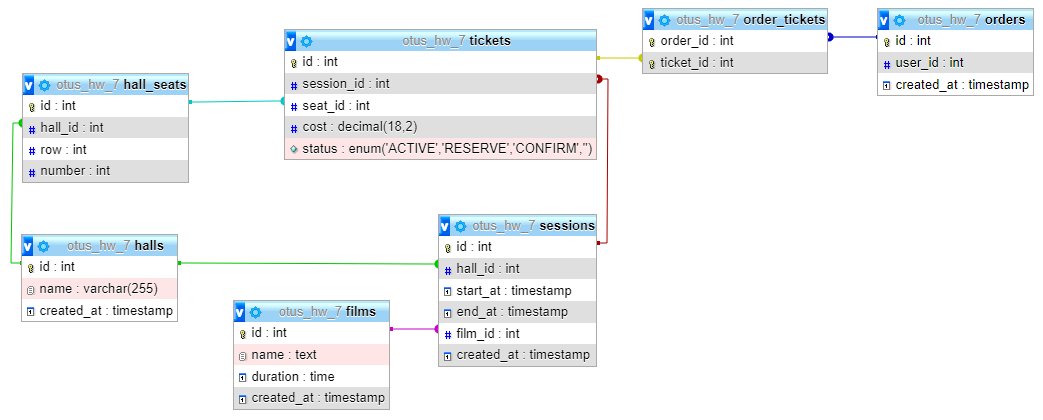 otus_hw_7 hall_seats
id : int
hall_id : int
row : int
number : int
otus_hw_7 tickets
id : int
session_id : int
seat_id : int
cost : decimal(18,2)
status : enum('ACTIVE','RESERVE','CONFIRM','')
otus_hw_7 order_tickets
order_id : int
ticket_id : int
otus_hw_7 orders
id : int
user_id : int
created_at : timestamp
otus_hw_7 halls
id : int
name : varchar(255)
created_at : timestamp
otus_hw_7 films
id : int
name : text
duration : time
created_at : timestamp
otus_hw_7 sessions
id : int
hall_id : int
start_at : timestamp
end_at : timestamp
film_id : int
created_at : timestamp